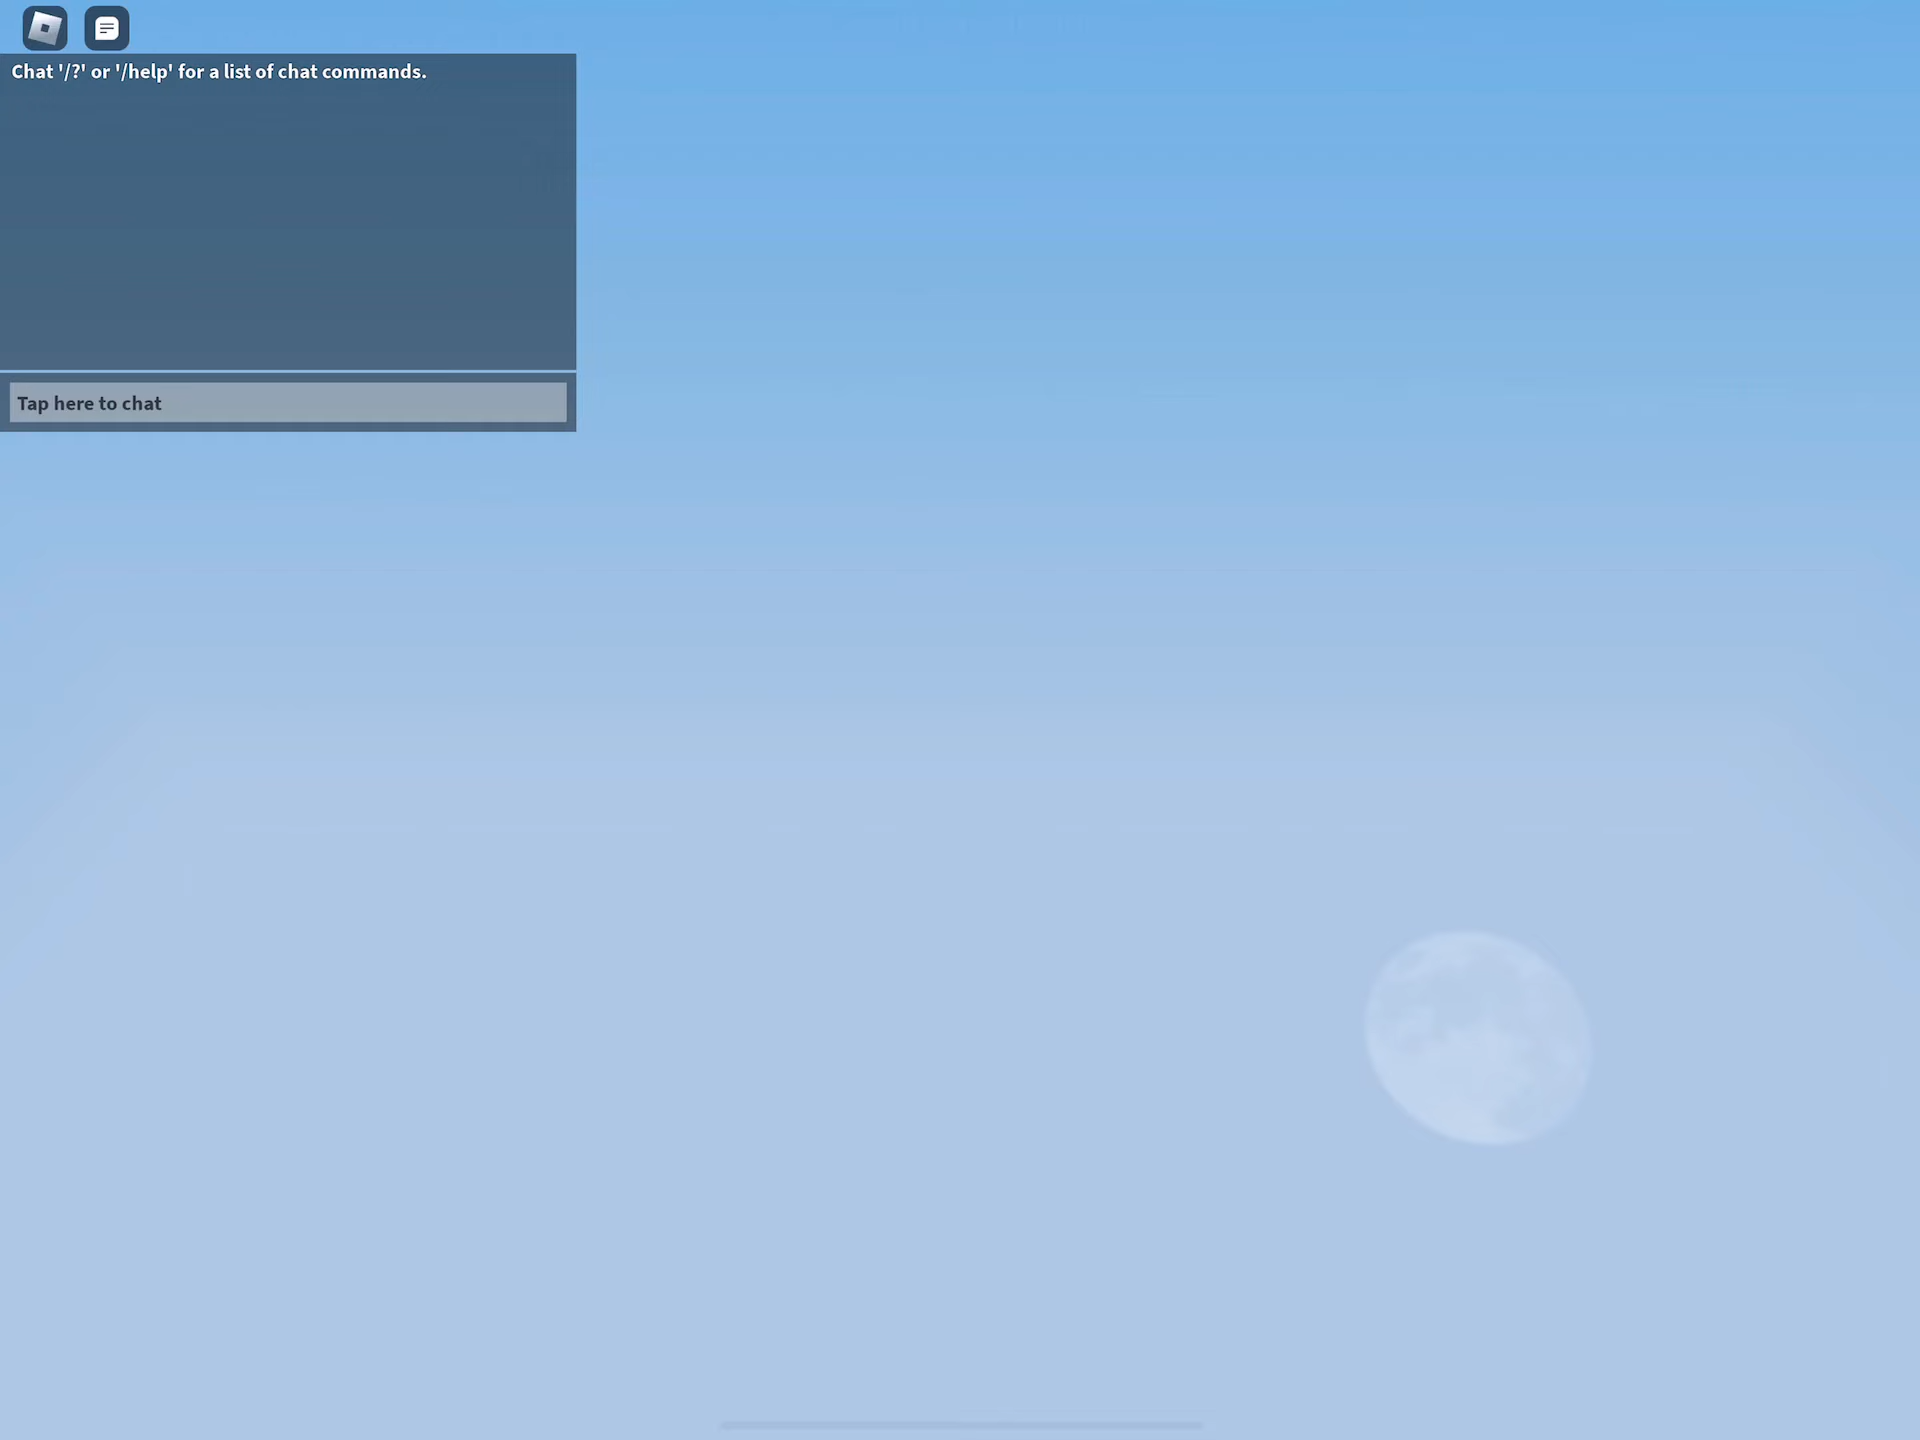 Chat '/?' or '/help' for a list of chat commands.
Tap here to chat